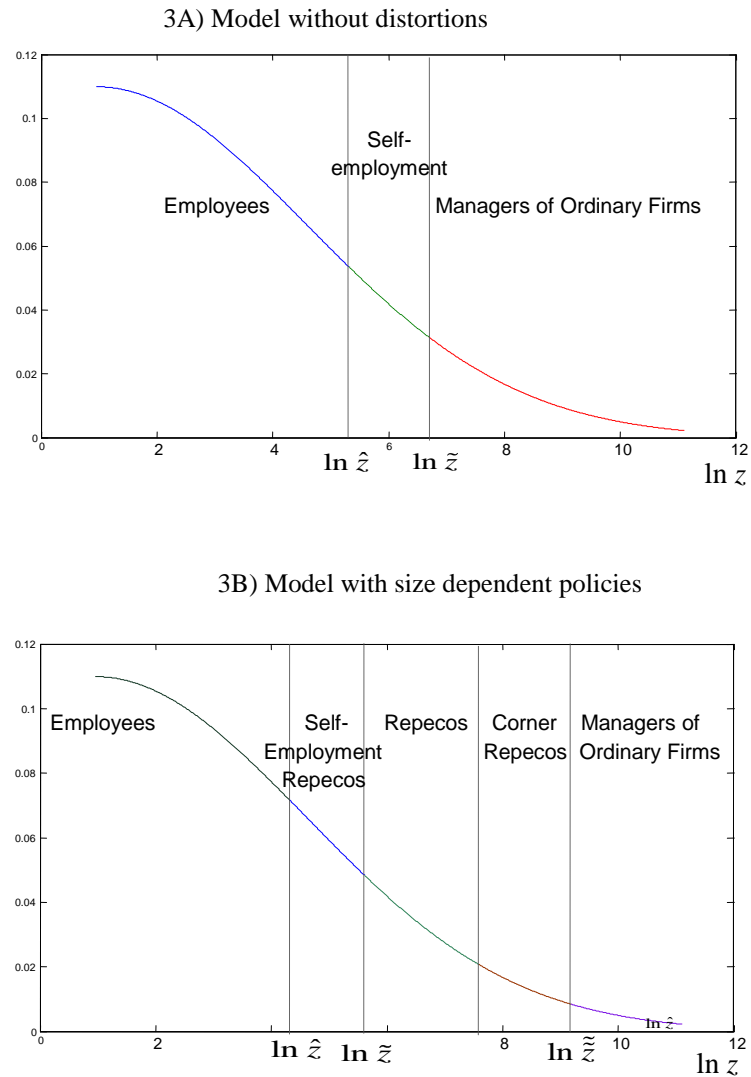 3A) Model without distortions
0.12
0.1
0.08
0.06
0.04
0.02
0
Self-
employment
Employees
Managers of Ordinary Firms
0 2 4 6 8 10 12
ln ẑ ln z̃
ln z
3B) Model with size dependent policies
0.12
0.1
0.08
0.06
0.04
0.02
0
Employees
Self-
Employment
Repecos
Repecos
Corner
Repecos
Managers of
Ordinary Firms
ln ẑ
2 8 10 12
ln ẑ ln z̃ ln z̃̃
ln z